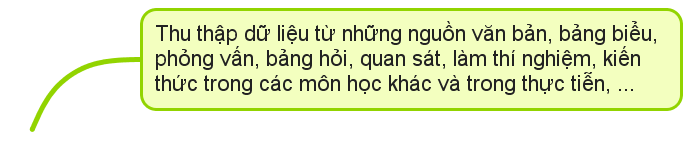 Thu thập dữ liệu từ những nguồn văn bản, bảng biểu,
phỏng vấn, bảng hỏi, quan sát, làm thí nghiệm, kiến
thức trong các môn học khác và trong thực tiễn, ...